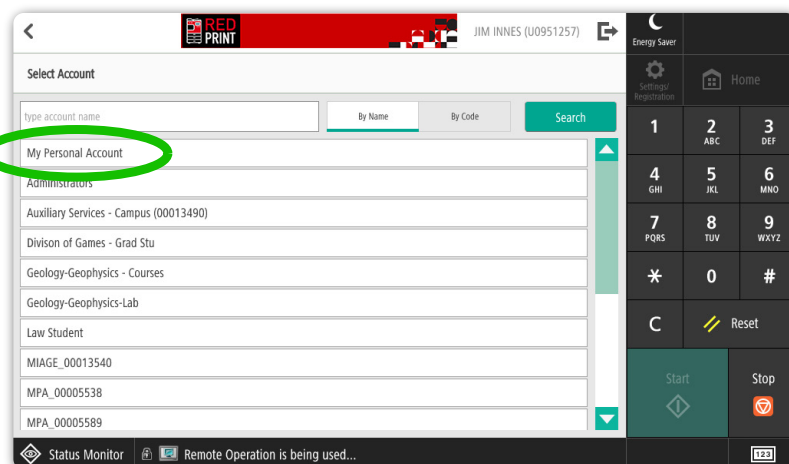 RED
PRINT
JIM INNES (U0951257)
Select Account
type account name
By Name
By Code
Search
My Personal Account
Administrators
Auxiliary Services - Campus (00013490)
Divison of Games - Grad Stu
Geology-Geophysics - Courses
Geology-Geophysics-Lab
Law Student
MIAGE_00013540
MPA_00005538
MPA_00005589
Status Monitor
Remote Operation is being used...
Energy Saver
Settings/
Registration
Home
1
2
ABC
3
DEF
4
GHI
5
JKL
6
MNO
7
PQRS
8
TUV
9
WXYZ
*
0
#
C
Reset
Start
Stop
123